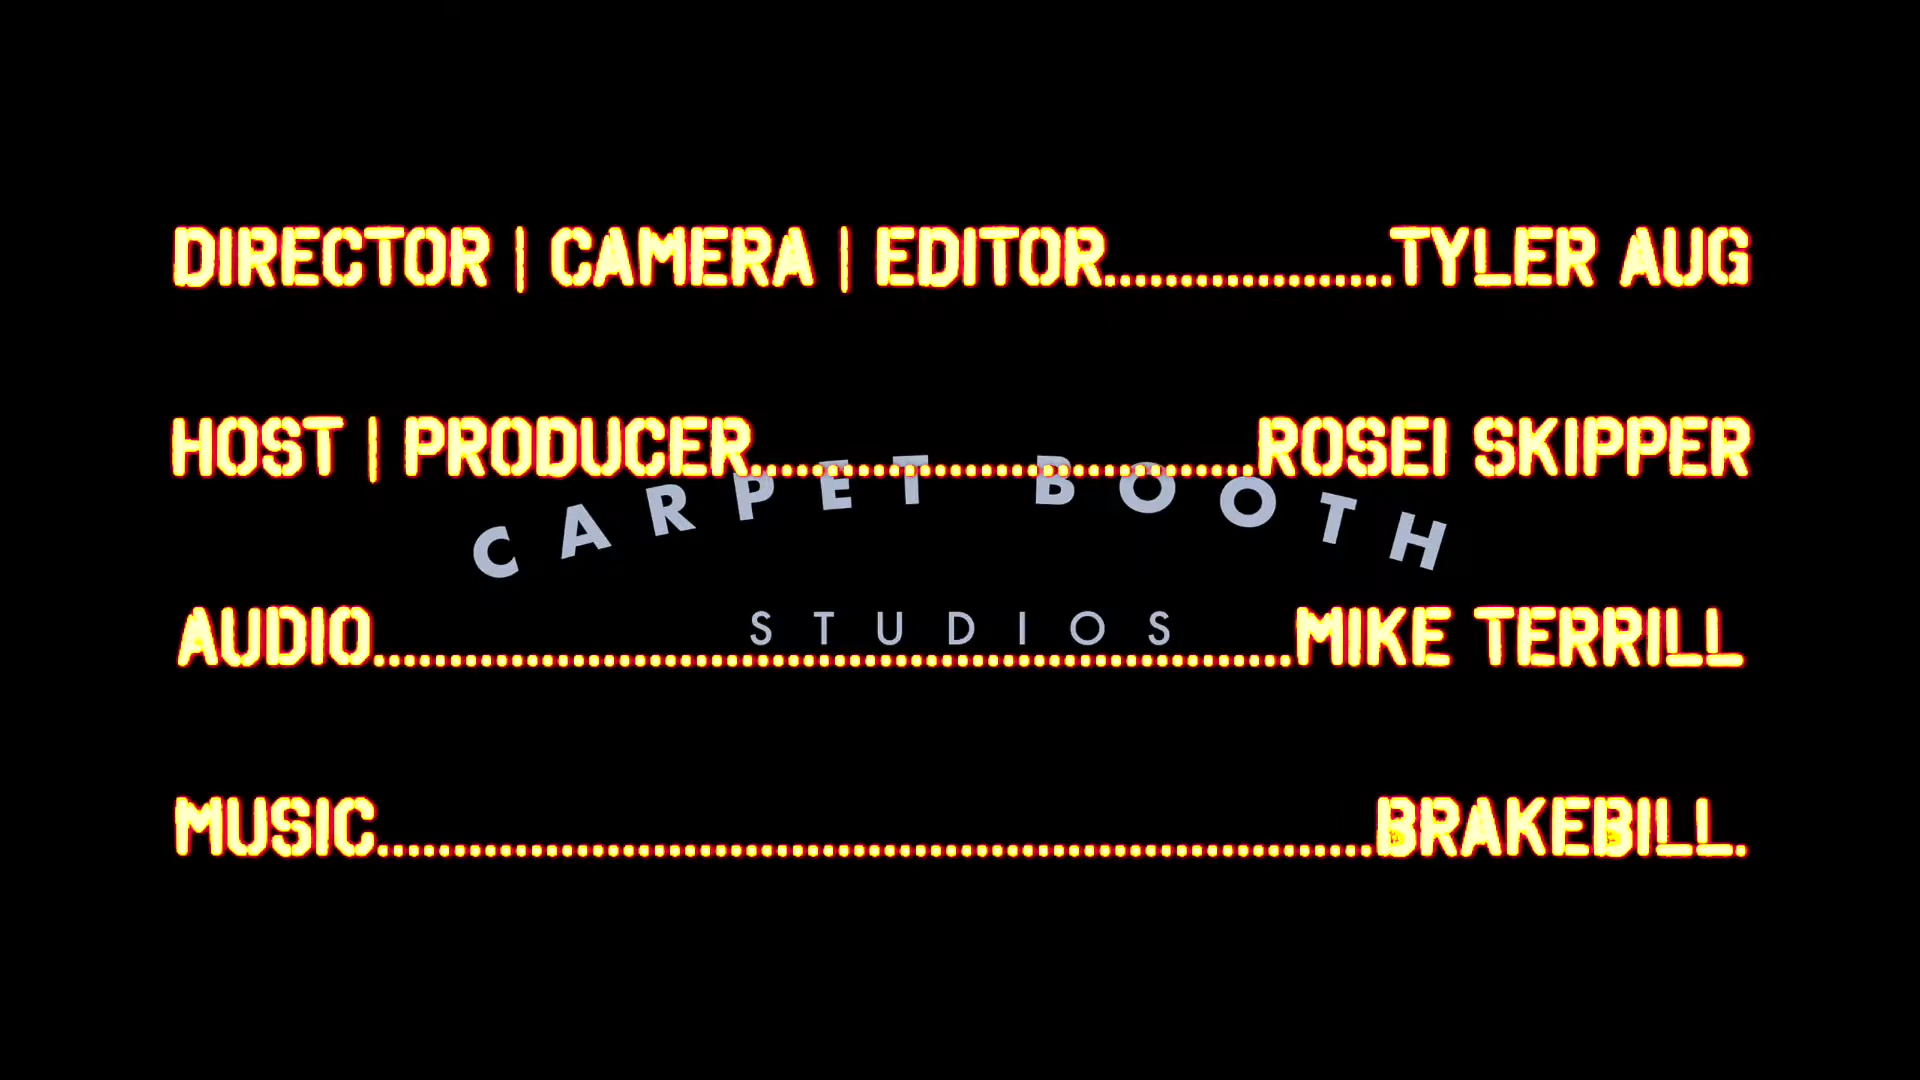 DIRECTOR | CAMERA | EDITOR...................TYLER AUG
HOST | PRODUCER.................................ROSEI SKIPPER
CARPET BOOTH
STUDIOS
AUDIO............................................................MIKE TERRILL
MUSIC.................................................................BRAKEBILL.